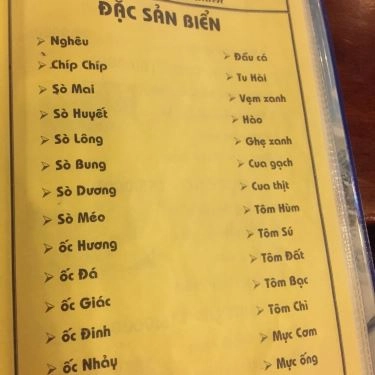 ĐẶC SẢN BIỂN
➢ Nghêu
➢ Chíp Chíp
➢ Sò Mai
➢ Sò Huyết
➢ Sò Lông
➢ Sò Bung
➢ Sò Dương
➢ Sò Méo
➢ ốc Hương
➢ ốc Đá
➢ ốc Giác
➢ ốc Đinh
➢ ốc Nhảy
➢ Đầu cá
➢ Tu Hài
➢ Vẹm xanh
➢ Hào
➢ Ghẹ xanh
➢ Cua gạch
➢ Cua thịt
➢ Tôm Hùm
➢ Tôm Sú
➢ Tôm Đất
➢ Tôm Bạc
➢ Tôm Chì
➢ Mực Cơm
➢ Mực ống